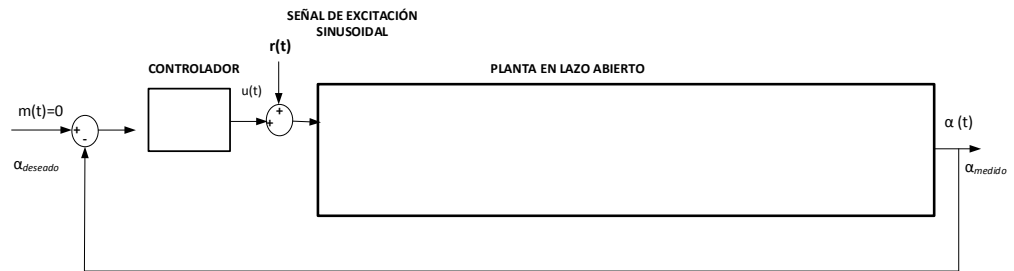 SEÑAL DE EXCITACIÓN
SINUSOIDAL
r(t)
CONTROLADOR
PLANTA EN LAZO ABIERTO
u(t)
m(t)=0
+
+
+
-
α (t)
αdeseado
αmedido